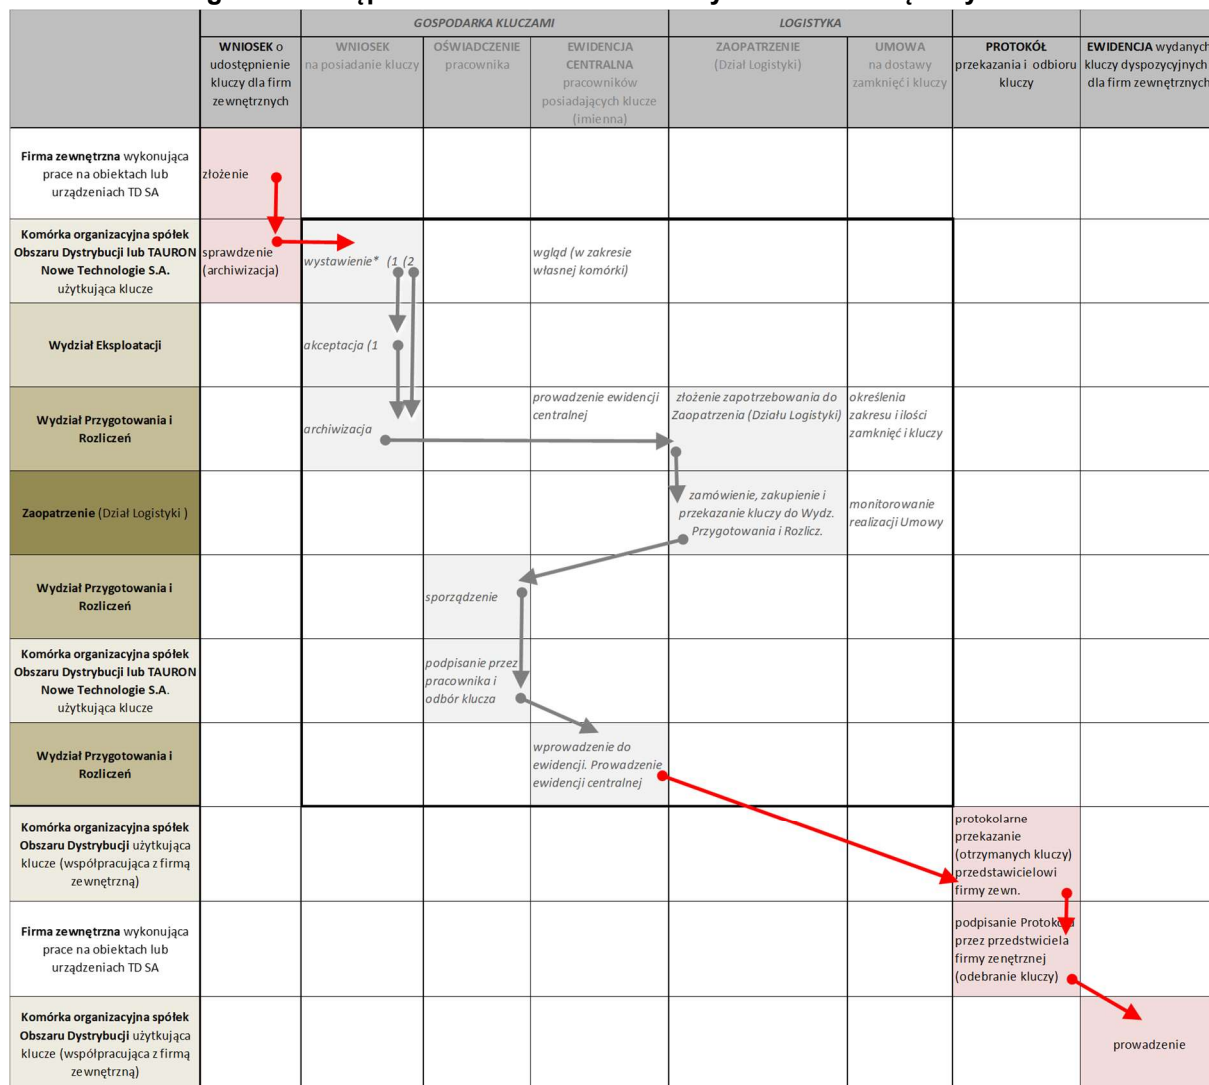 GOSPODARKA KLUCZAMI
LOGISTYKA
WNIOSEK o
udostępnienie
kluczy dla firm
zewnętrznych
WNIOSEK
na posiadanie kluczy
OŚWIADCZENIE
pracownika
EWIDENCJA
CENTRALNA
pracowników
posiadających klucze
(imienna)
ZAOPATRZENIE
(Dział Logistyki)
UMOWA
na dostawy
zamknięć i kluczy
PROTOKÓŁ
przekazania i odbioru
kluczy
EWIDENCJA wydanych
kluczy dyspozycyjnych
dla firm zewnętrznych
Firma zewnętrzna wykonująca
prace na obiektach lub
urządzeniach TD SA
złożenie
Komórka organizacyjna spółek
Obszaru Dystrybucji lub TAURON
Nowe Technologie S.A.
użytkująca klucze
sprawdzenie
(archiwizacja)
wystawienie* (1 (2
wgląd (w zakresie
własnej komórki)
Wydział Eksploatacji
akceptacja (1
Wydział Przygotowania i
Rozliczeń
archiwizacja
prowadzenie ewidencji
centralnej
złożenie zapotrzebowania do
Zaopatrzenia (Działu Logistyki)
określenia
zakresu i ilości
zamknięć i kluczy
Zaopatrzenie (Dział Logistyki )
zamówienie, zakupienie i
przekazanie kluczy do Wydz.
Przygotowania i Rozlicz.
monitorowanie
realizacji Umowy
Wydział Przygotowania i
Rozliczeń
sporządzenie
Komórka organizacyjna spółek
Obszaru Dystrybucji lub TAURON
Nowe Technologie S.A.
użytkująca klucze
podpisanie przez
pracownika i
odbór klucza
Wydział Przygotowania i
Rozliczeń
wprowadzenie do
ewidencji. Prowadzenie
ewidencji centralnej
Komórka organizacyjna spółek
Obszaru Dystrybucji użytkująca
klucze (współpracująca z firmą
zewnętrzną)
protokolarne
przekazanie
(otrzymanych kluczy)
przedstawicielowi
firmy zewn.
Firma zewnętrzna wykonująca
prace na obiektach lub
urządzeniach TD SA
podpisanie Protokołu
przez przedstwiciela
firmy zenętrznej
(odebranie kluczy)
Komórka organizacyjna spółek
Obszaru Dystrybucji użytkująca
klucze (współpracująca z firmą
zewnętrzną)
prowadzenie